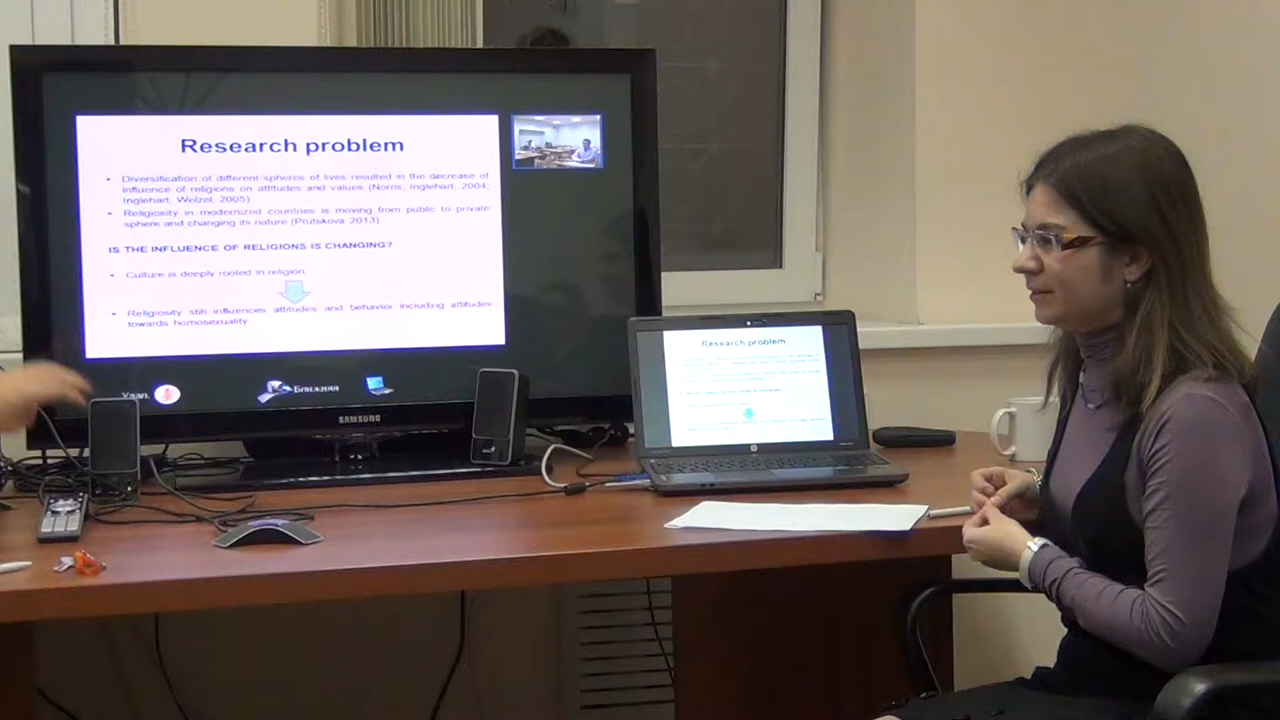 Research problem
• Diversification of different spheres of lives resulted in the decrease of
influence of religions on attitudes and values (Norris, Inglehart, 2004;
Inglehart, Welzel, 2005)
• Religiosity in modernized countries is moving from public to private
sphere and changing its nature (Prutskova 2013)
IS THE INFLUENCE OF RELIGIONS IS CHANGING?
• Culture is deeply rooted in religion
• Religiosity still influences attitudes and behavior including attitudes
towards homosexuality
SAMSUNG
Research problem
hp